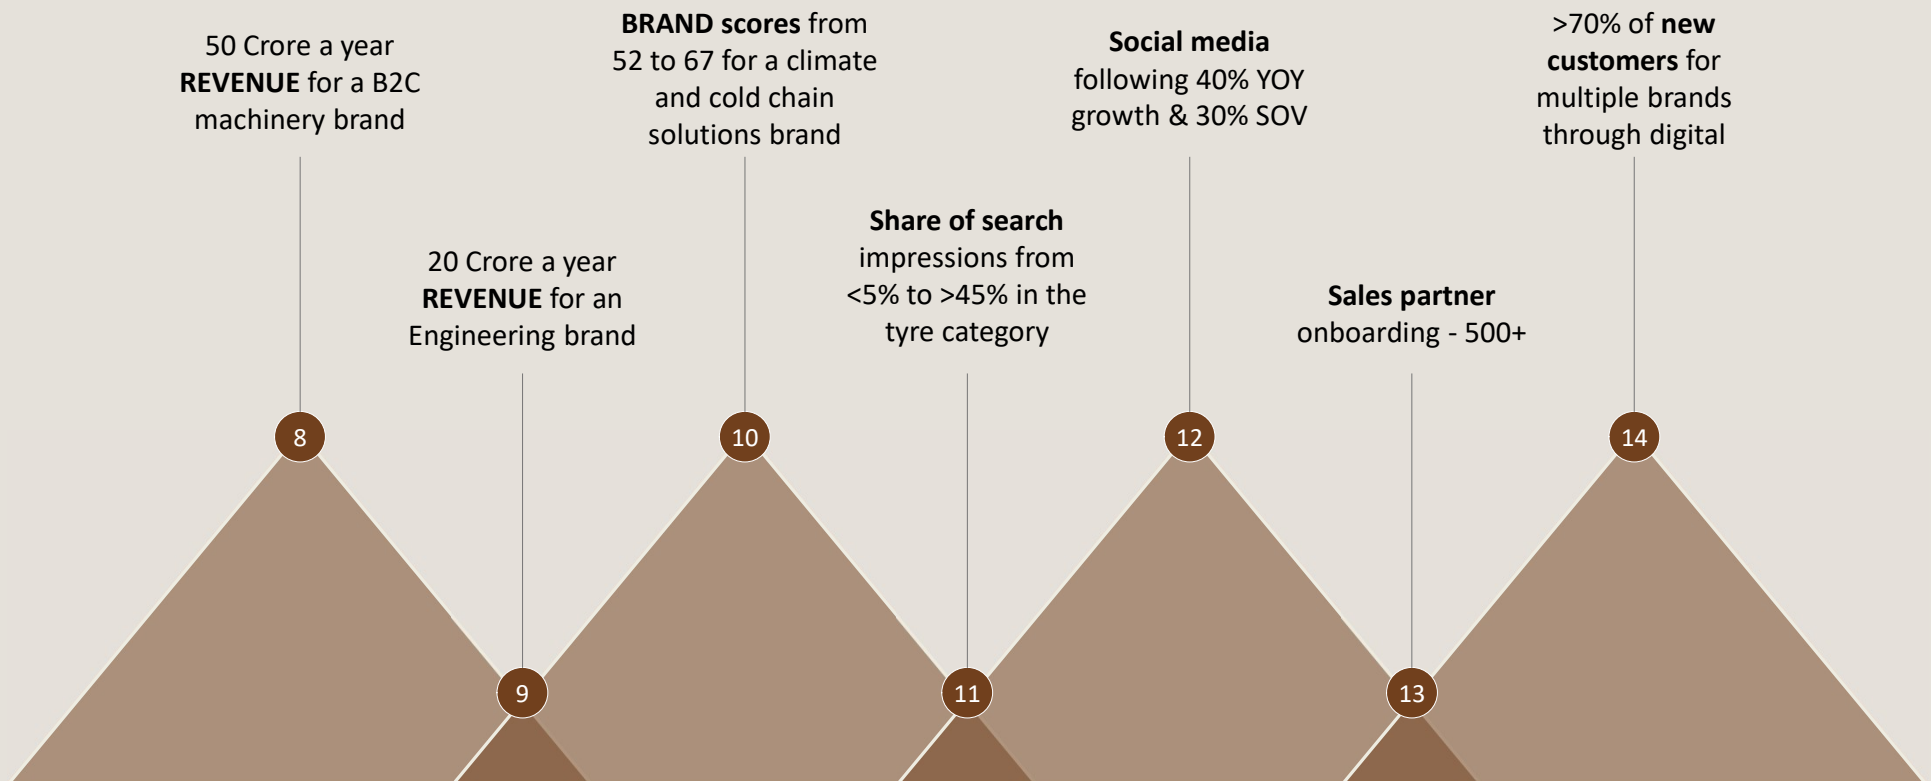 50 Crore a year
REVENUE for a B2C
machinery brand
8
20 Crore a year
REVENUE for an
Engineering brand
9
BRAND scores from
52 to 67 for a climate
and cold chain
solutions brand
10
Share of search
impressions from
<5% to >45% in the
tyre category
11
Social media
following 40% YOY
growth & 30% SOV
12
Sales partner
onboarding - 500+
13
>70% of new
customers for
multiple brands
through digital
14